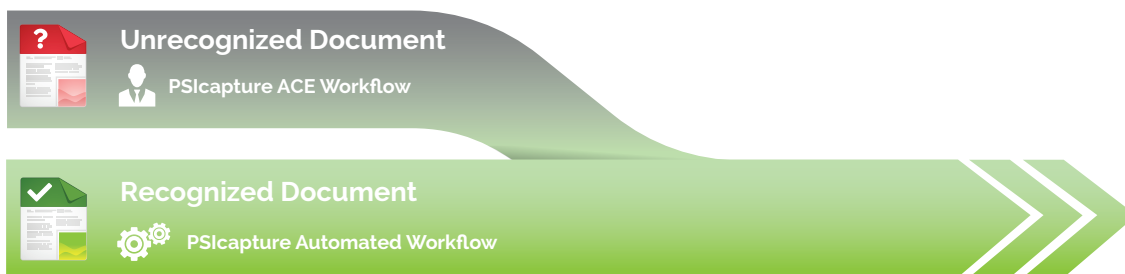 ?
Unrecognized Document
PSIcapture ACE Workflow
Recognized Document
PSIcapture Automated Workflow